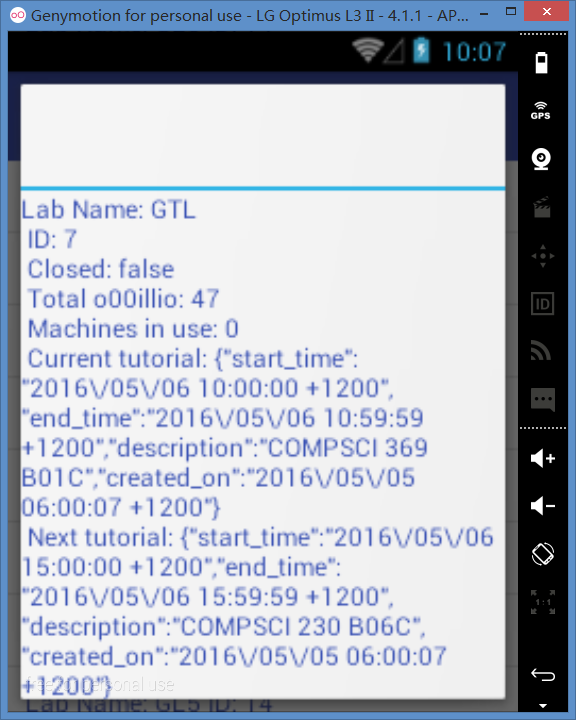 Genymotion for personal use - LG Optimus L3 II - 4.1.1 - AP...
10:07
GPS
Lab Name: GTL
ID: 7
Closed: false
Total o00illio: 47
Machines in use: 0
Current tutorial: {"start_time":
"2016\/05\/06 10:00:00 +1200",
"end_time":"2016\/05\/06 10:59:59
+1200","description":"COMPSCI 369
B01C","created_on":"2016\/05\/05
06:00:07 +1200"}
Next tutorial: {"start_time":"2016\/05\/06
15:00:00 +1200","end_time":
"2016\/05\/06 15:59:59 +1200",
"description":"COMPSCI 230 B06C",
"created_on":"2016\/05\/05 06:00:07
+1200"}
personal use
Lab Name: GL5 ID: 14
ID
1:1